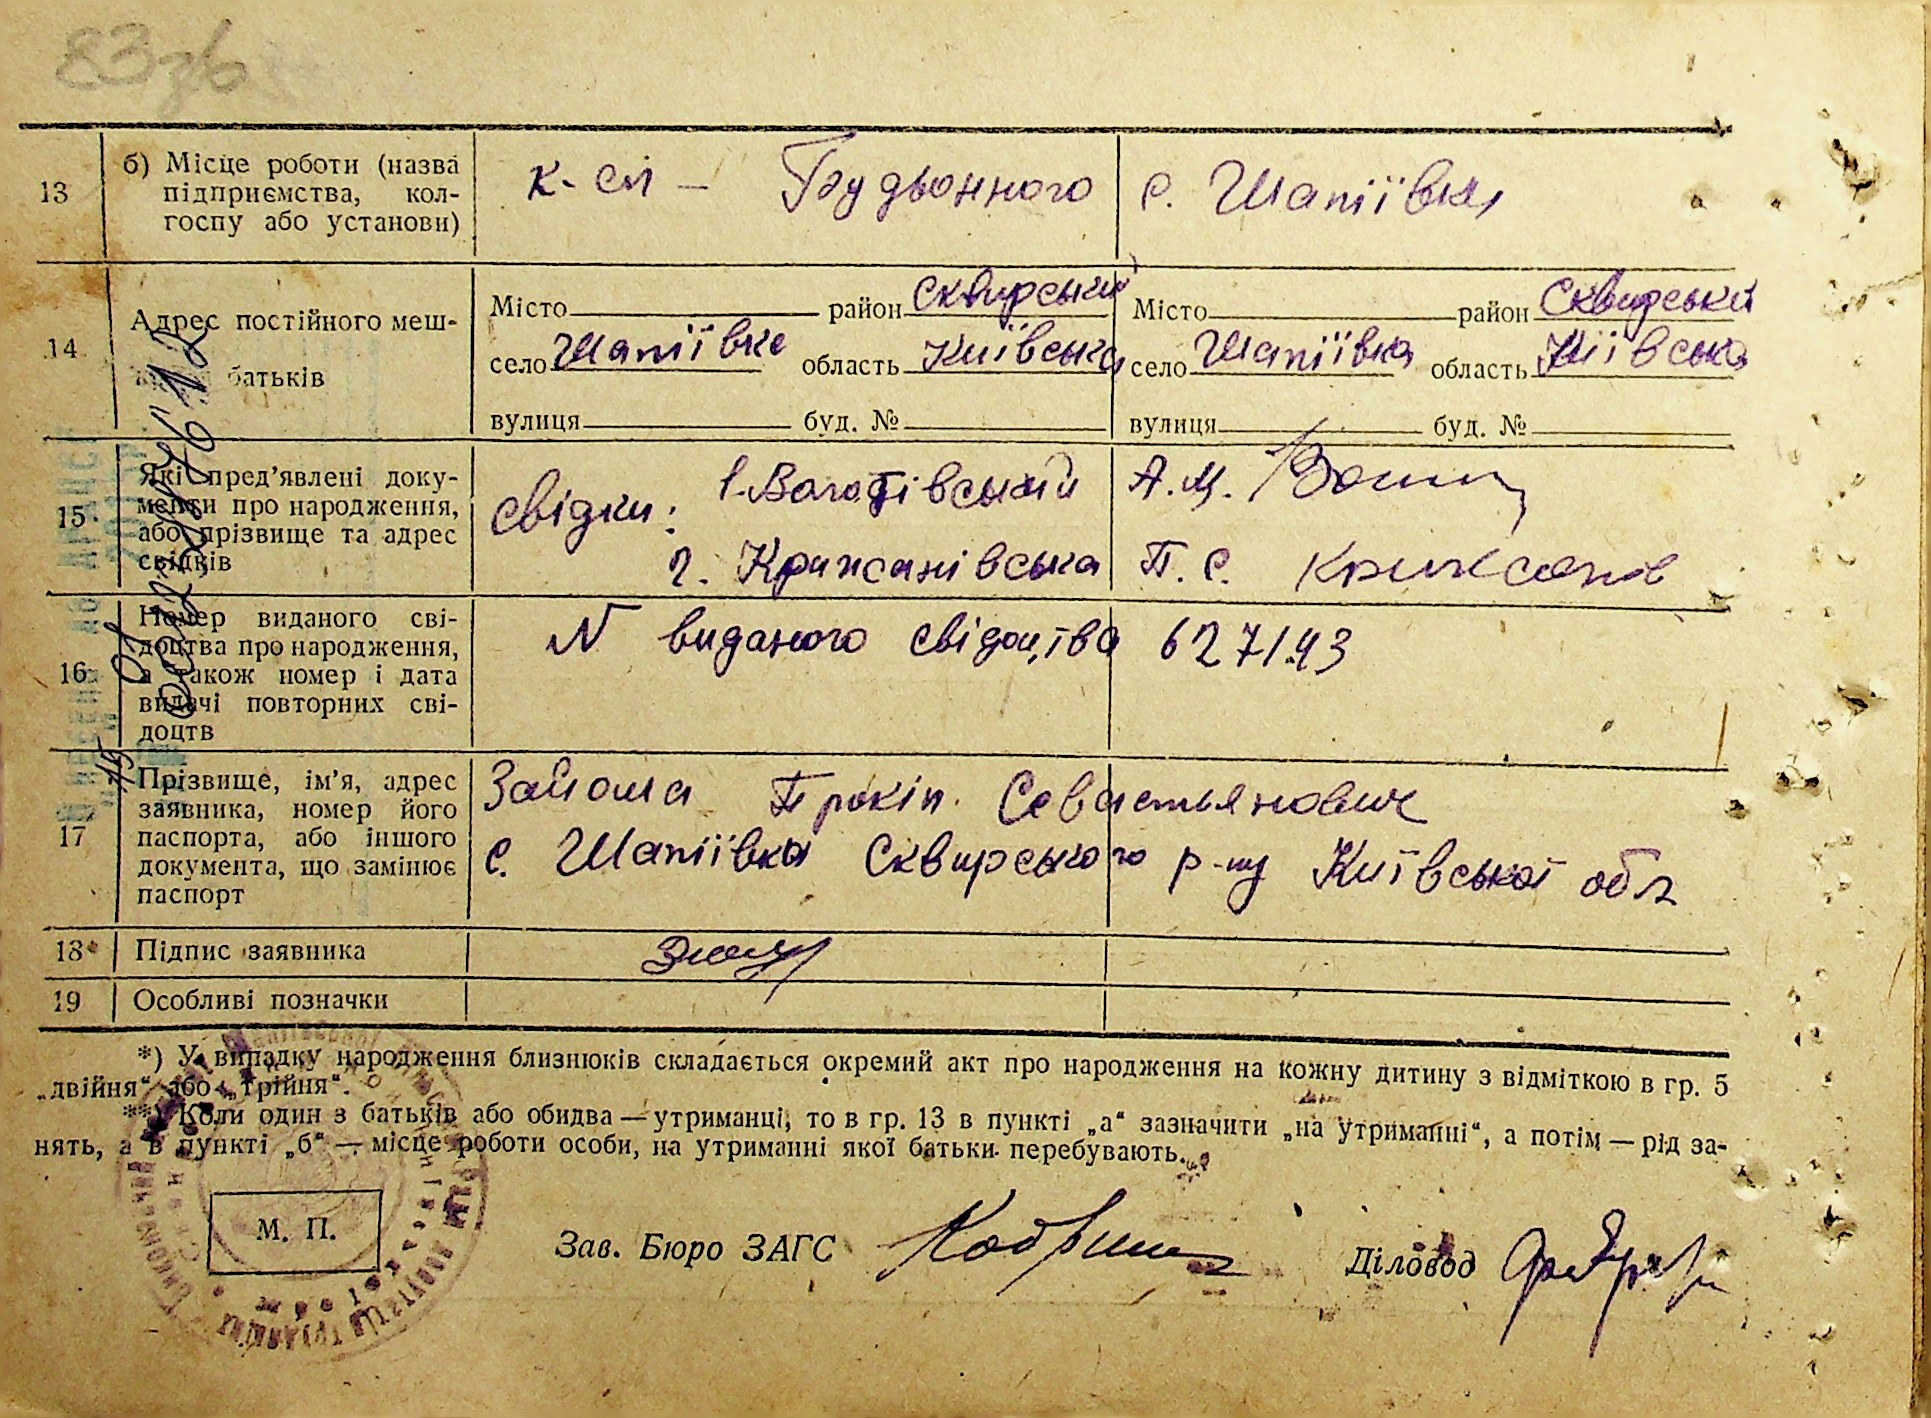 83зв
13 б) Місце роботи (назва
підприємства, кол-
госпу або установи)
к-сп – Будьонного с. Шапіївка
14 Адрес постійного меш-
батьків
Місто район Сквирський Місто район Сквирський
село Шапіївка область Київська село Шапіївка область Київська
вулиця буд. № вулиця буд. №
15 Які пред’явлені доку-
менти про народження,
або прізвище та адрес
свідків
свідки: 1. А. М.
2. Крижанівська П. С. Крижанів
16 Номер виданого сві-
доцтва про народження,
а також номер і дата
видачі повторних сві-
доцтв
N виданого свідоцтва 627193
17 Прізвище, ім’я, адрес
заявника, номер його
паспорта, або іншого
документа, що замінює
паспорт
Зайома Прокіп Севастьянович
с. Шапіївка Сквирського р-ну Київської обл
18 Підпис заявника
19 Особливі позначки
*) У випадку народження близнюків складається окремий акт про народження на кожну дитину з відміткою в гр. 5
„двійня“ або „трійня“.
**) Коли один з батьків або обидва — утриманці, то в гр. 13 в пункті „а“ зазначити „на утриманні“, а потім — рід за-
нять, а в пункті „б“ — місце роботи особи, на утриманні якої батьки перебувають.
М. П.
Зав. Бюро ЗАГС
Діловод